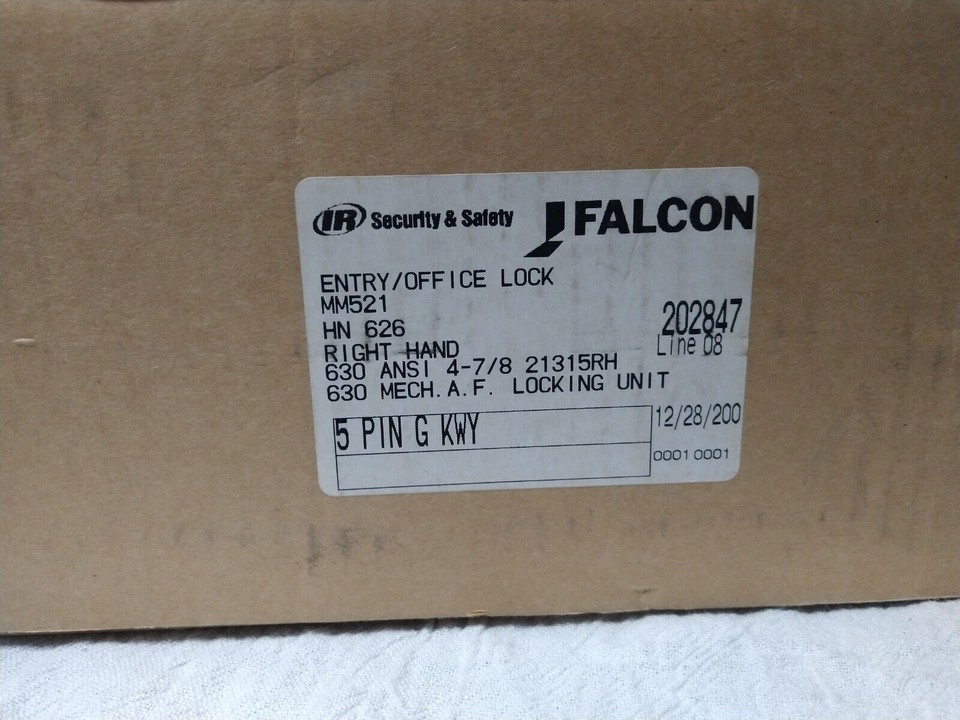 IR Security & Safety FALCON
ENTRY/OFFICE LOCK
MM521
HN 626
RIGHT HAND
630 ANSI 4-7/8 21315RH
630 MECH.A.F. LOCKING UNIT
202847
Line 08
5 PIN G KWY
12/28/200
0001 0001